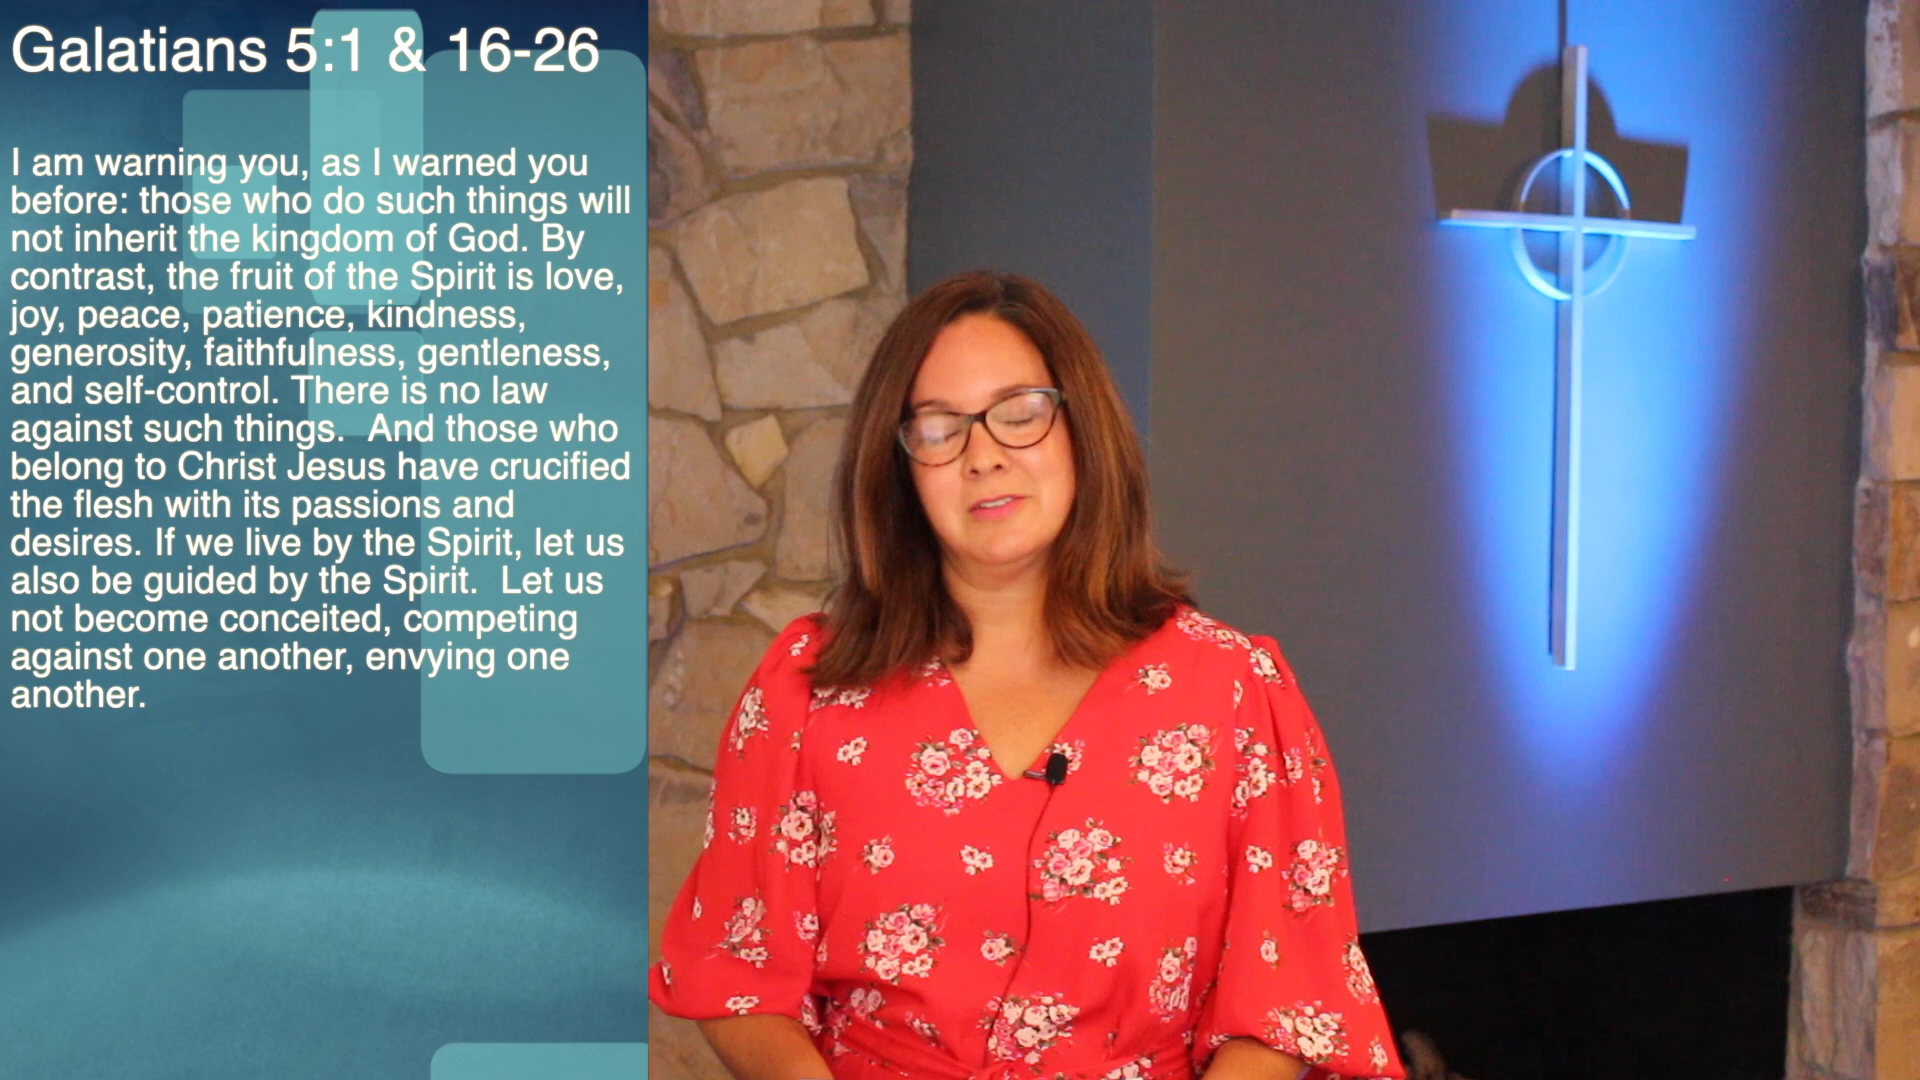 Galatians 5:1 & 16-26
I am warning you, as I warned you
before: those who do such things will
not inherit the kingdom of God. By
contrast, the fruit of the Spirit is love,
joy, peace, patience, kindness,
generosity, faithfulness, gentleness,
and self-control. There is no law
against such things.  And those who
belong to Christ Jesus have crucified
the flesh with its passions and
desires. If we live by the Spirit, let us
also be guided by the Spirit.  Let us
not become conceited, competing
against one another, envying one
another.